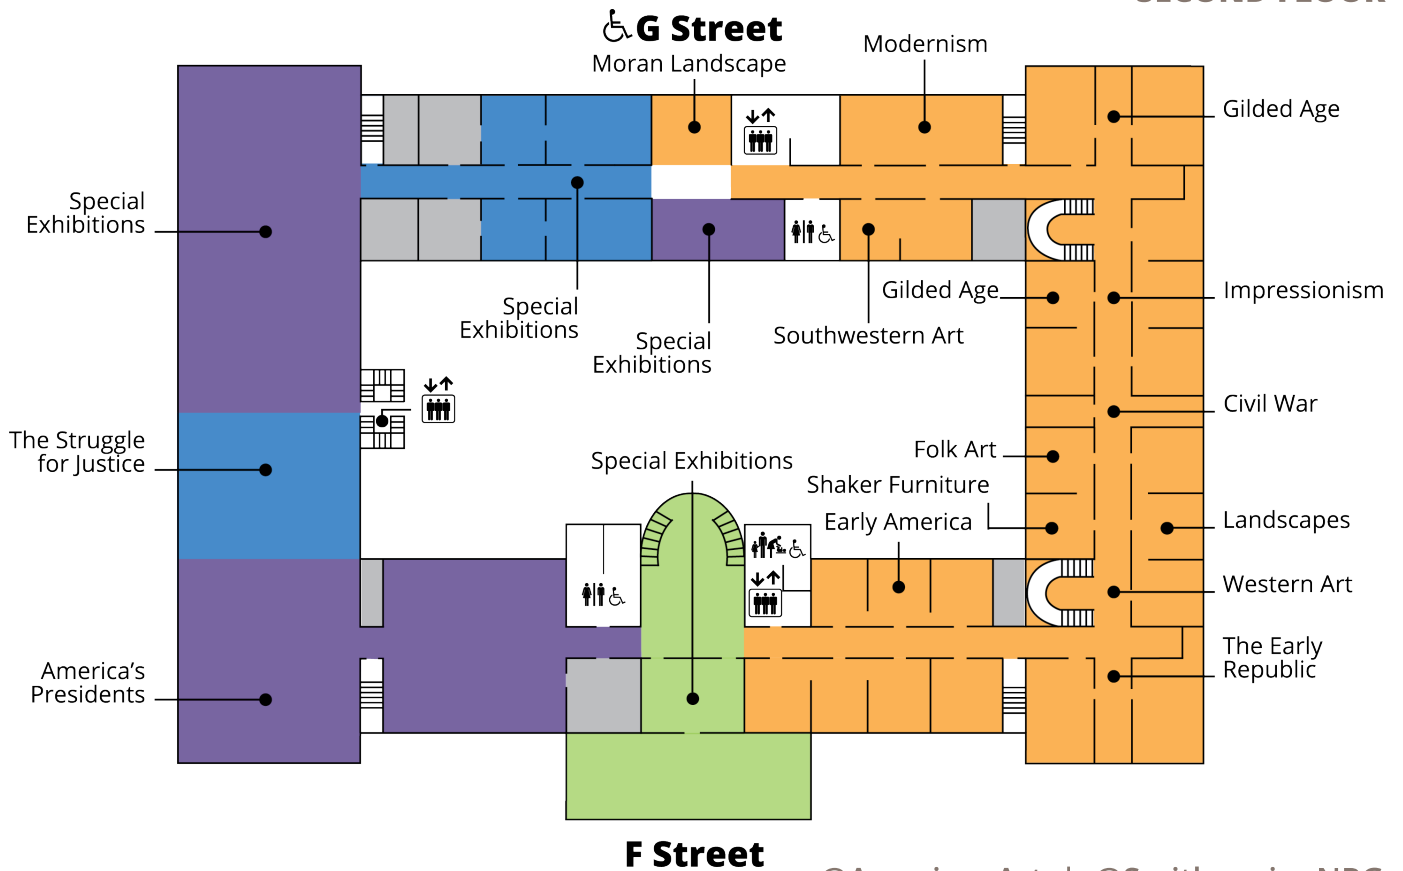 SECOND FLOOR
G Street
Moran Landscape
Modernism
Gilded Age
Special
Exhibitions
Special
Exhibitions
Special
Exhibitions
Southwestern Art
Gilded Age
Impressionism
Civil War
The Struggle
for Justice
Special Exhibitions
Folk Art
Shaker Furniture
Early America
Landscapes
Western Art
The Early
Republic
America's
Presidents
F Street